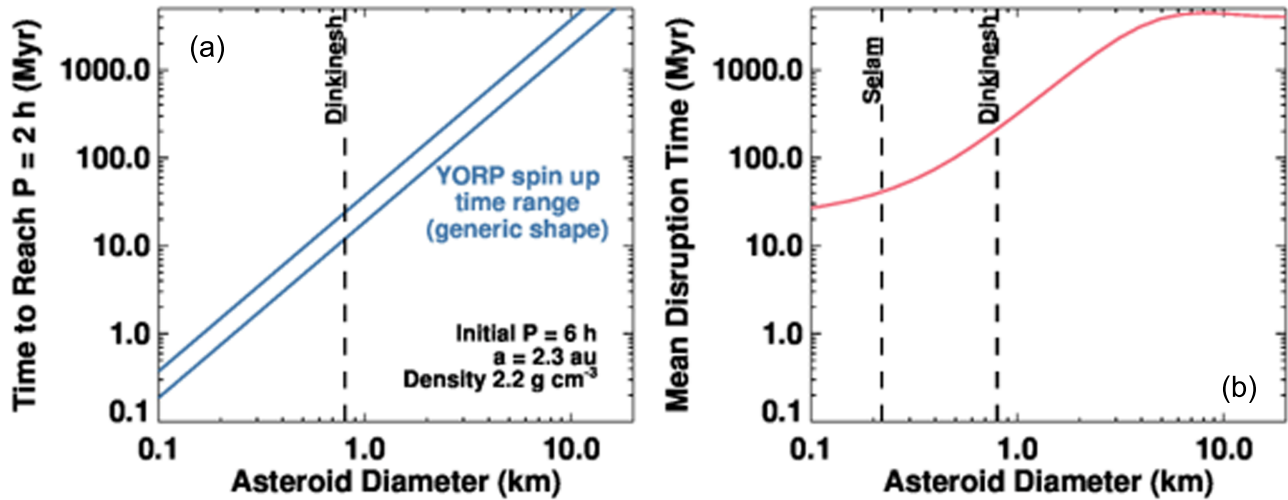 Time to Reach P = 2 h (Myr)
1000.0
100.0
10.0
1.0
0.1
(a)
Dinkinesh
YORP spin up
time range
(generic shape)
Initial P = 6 h
a = 2.3 au
Density 2.2 g cm⁻³
0.1
1.0
10.0
Asteroid Diameter (km)
Mean Disruption Time (Myr)
1000.0
100.0
10.0
1.0
0.1
Selam
Dinkinesh
(b)
0.1
1.0
10.0
Asteroid Diameter (km)